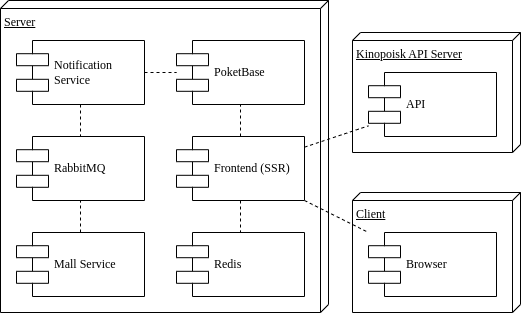 Server
Notification
Service
PoketBase
RabbitMQ
Frontend (SSR)
Mall Service
Redis
Kinopoisk API Server
API
Client
Browser